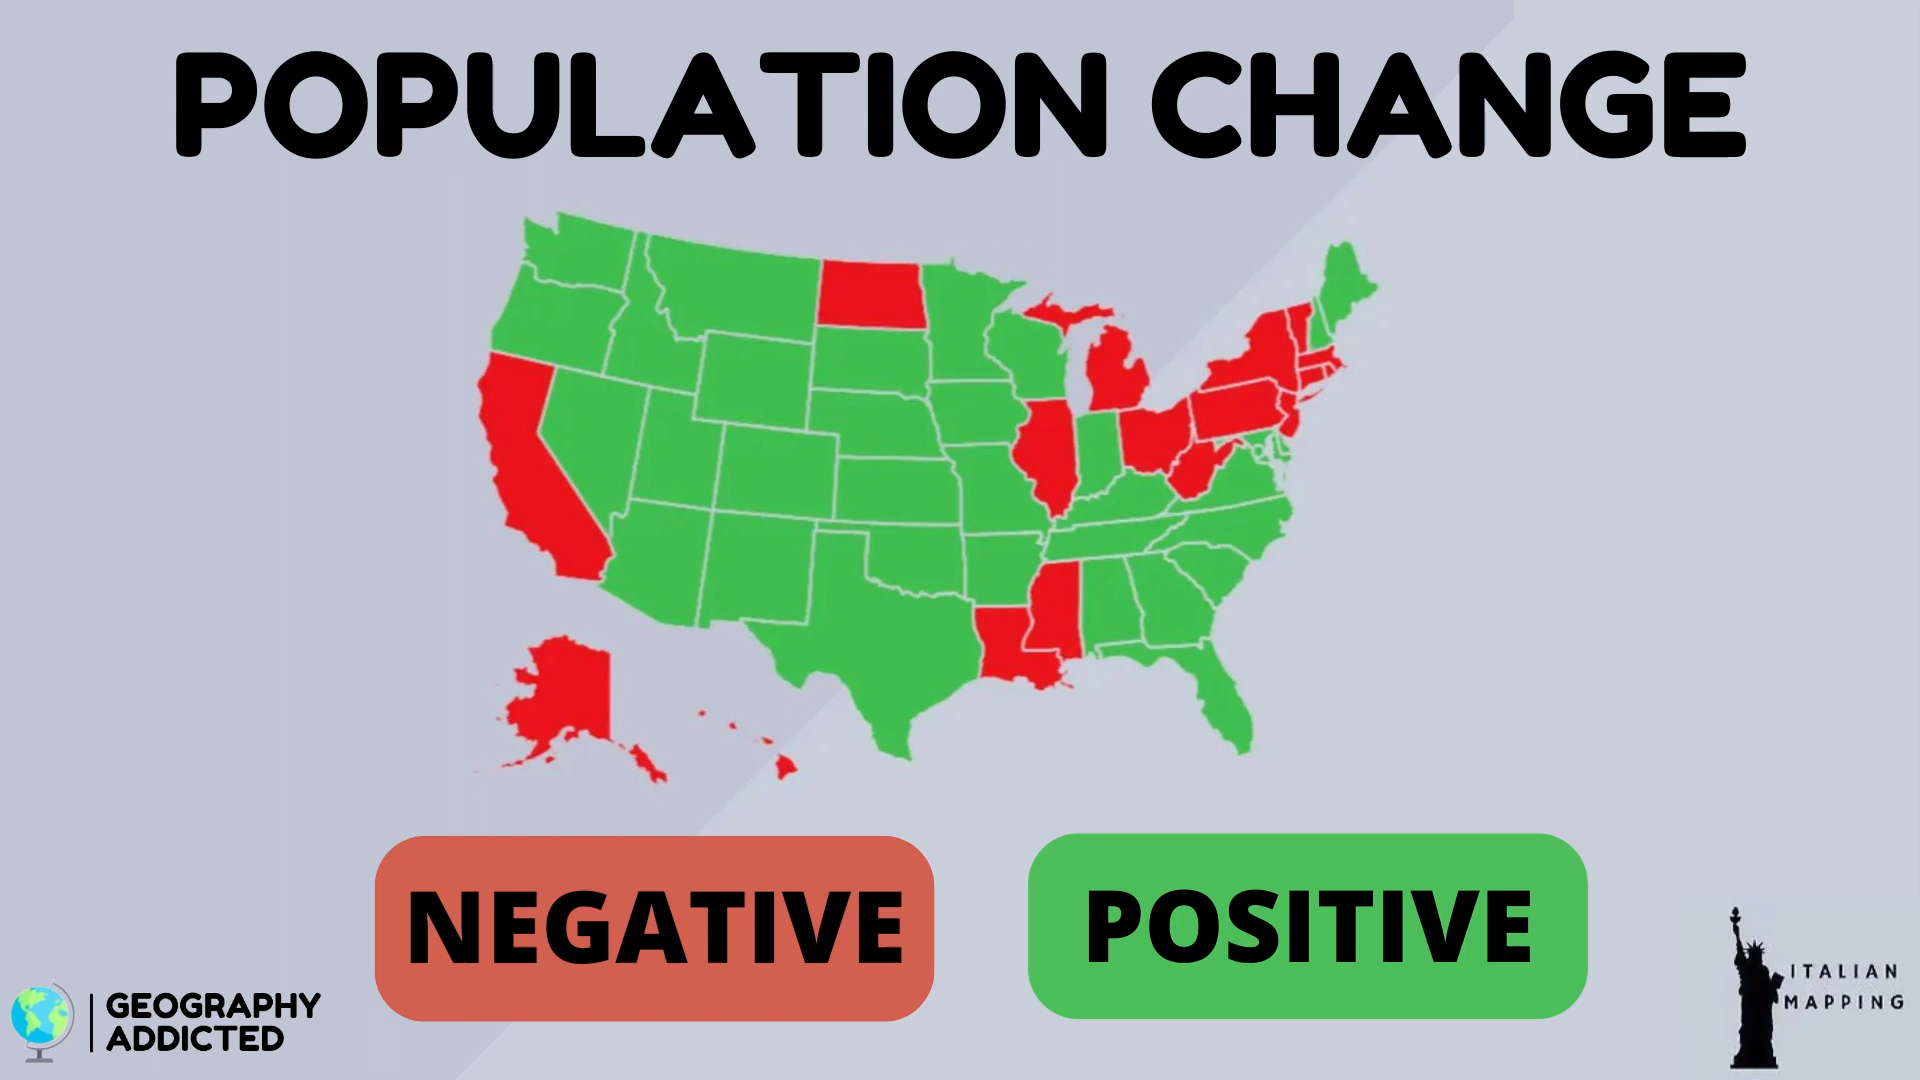 POPULATION CHANGE
NEGATIVE
POSITIVE
GEOGRAPHY
ADDICTED
ITALIAN
MAPPING